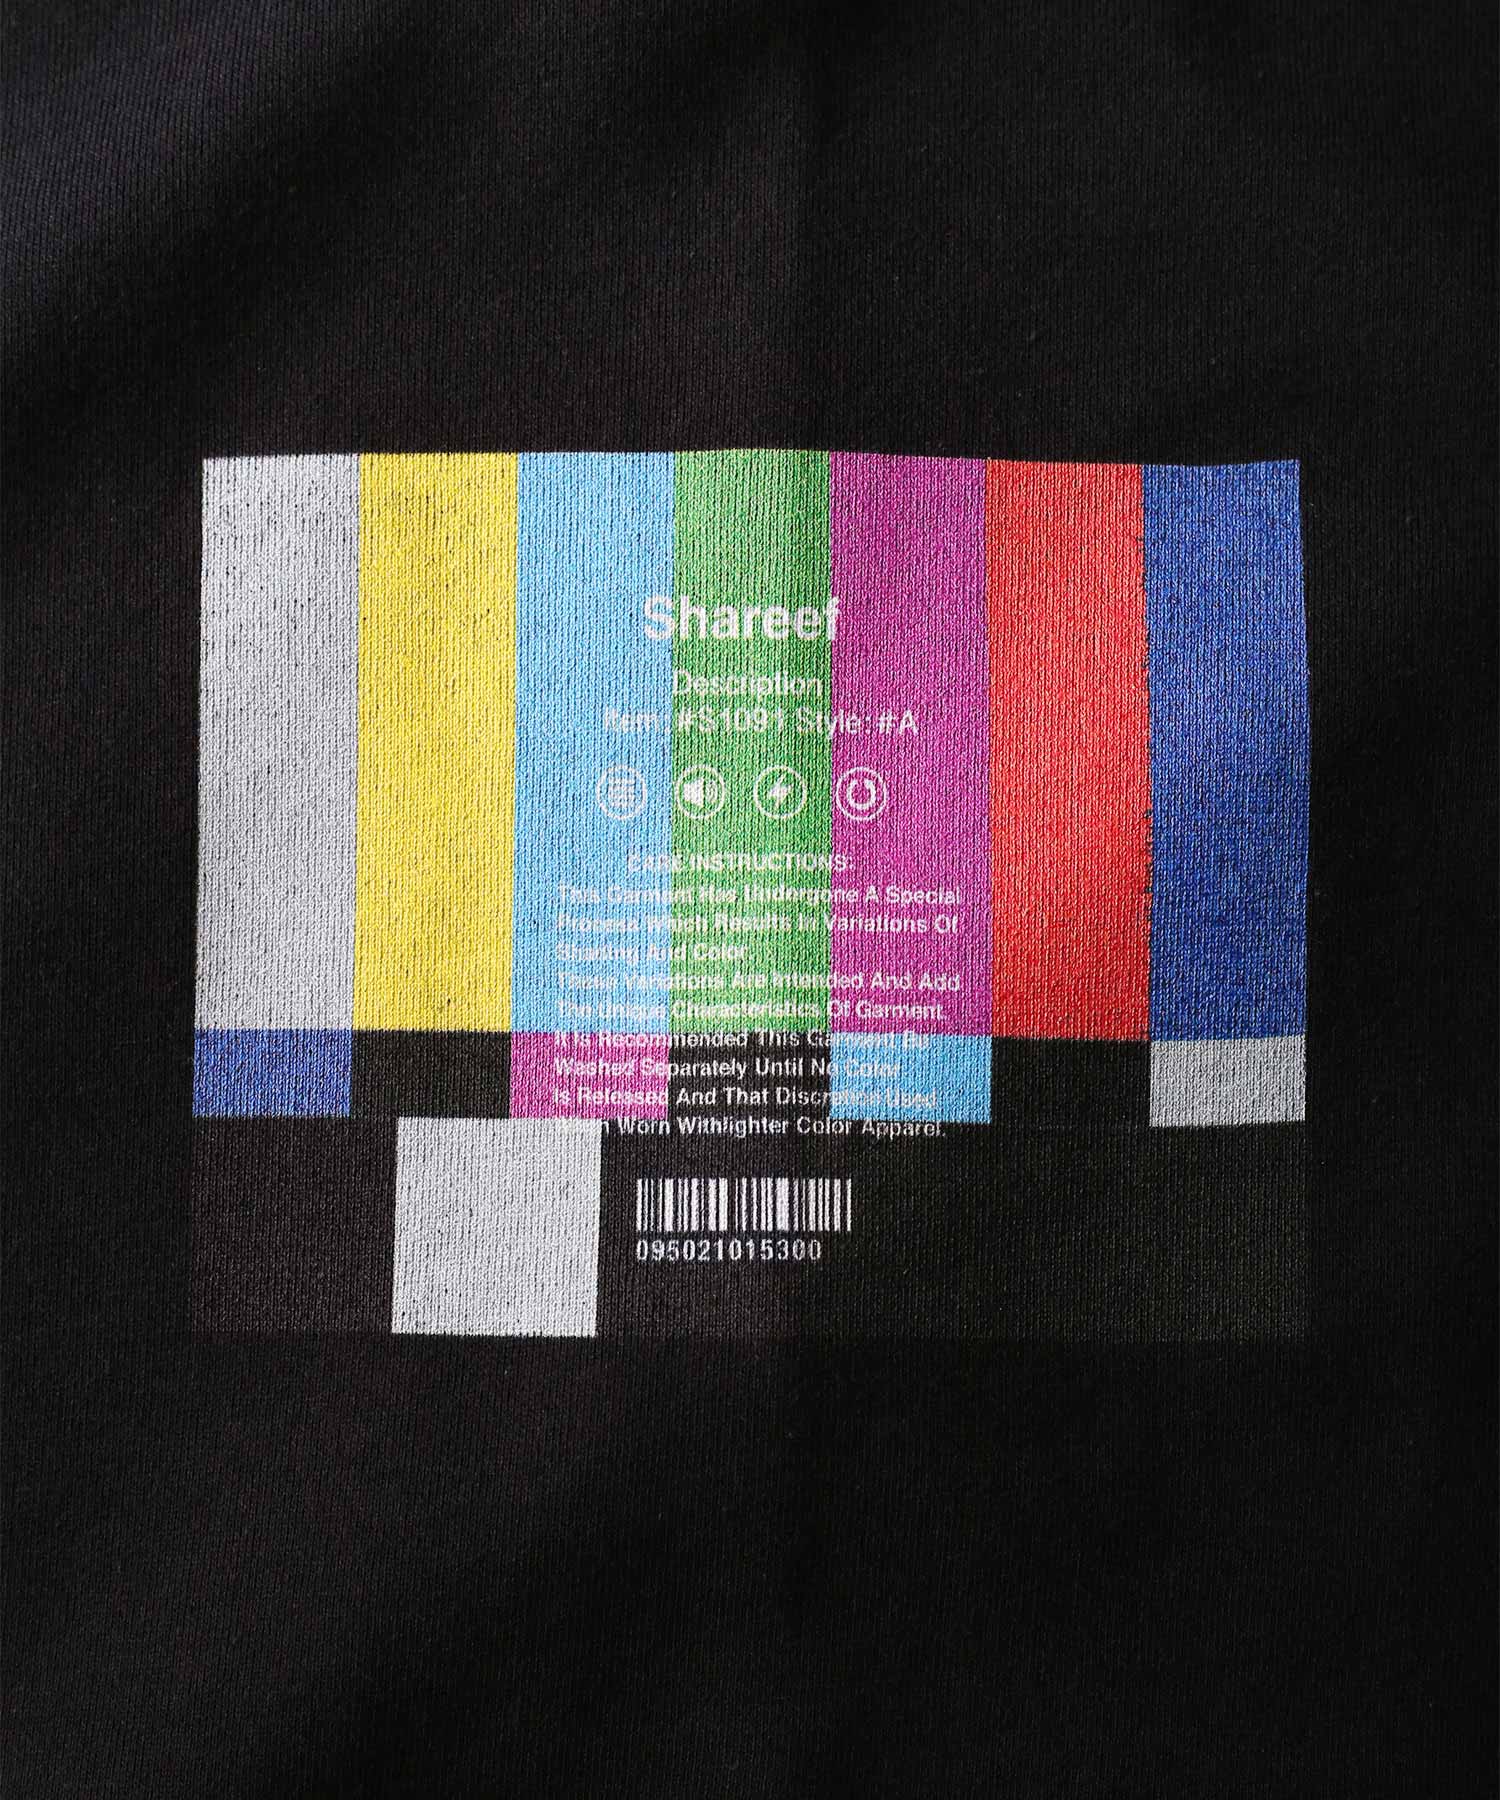 Shareef
Description
Item: #S1091 Style: #A
CARE INSTRUCTIONS:
This Garment Has Undergone A Special
Process Which Results In Variations Of
Shading And Color
These Variations Are Intended And Add
The Unique Characteristics Of Garment.
It Is Recommended This Garment Be
Washed Separately Until No Color
Is Released And That Discretion Used
When Worn Withlighter Color Apparel.
095021015300